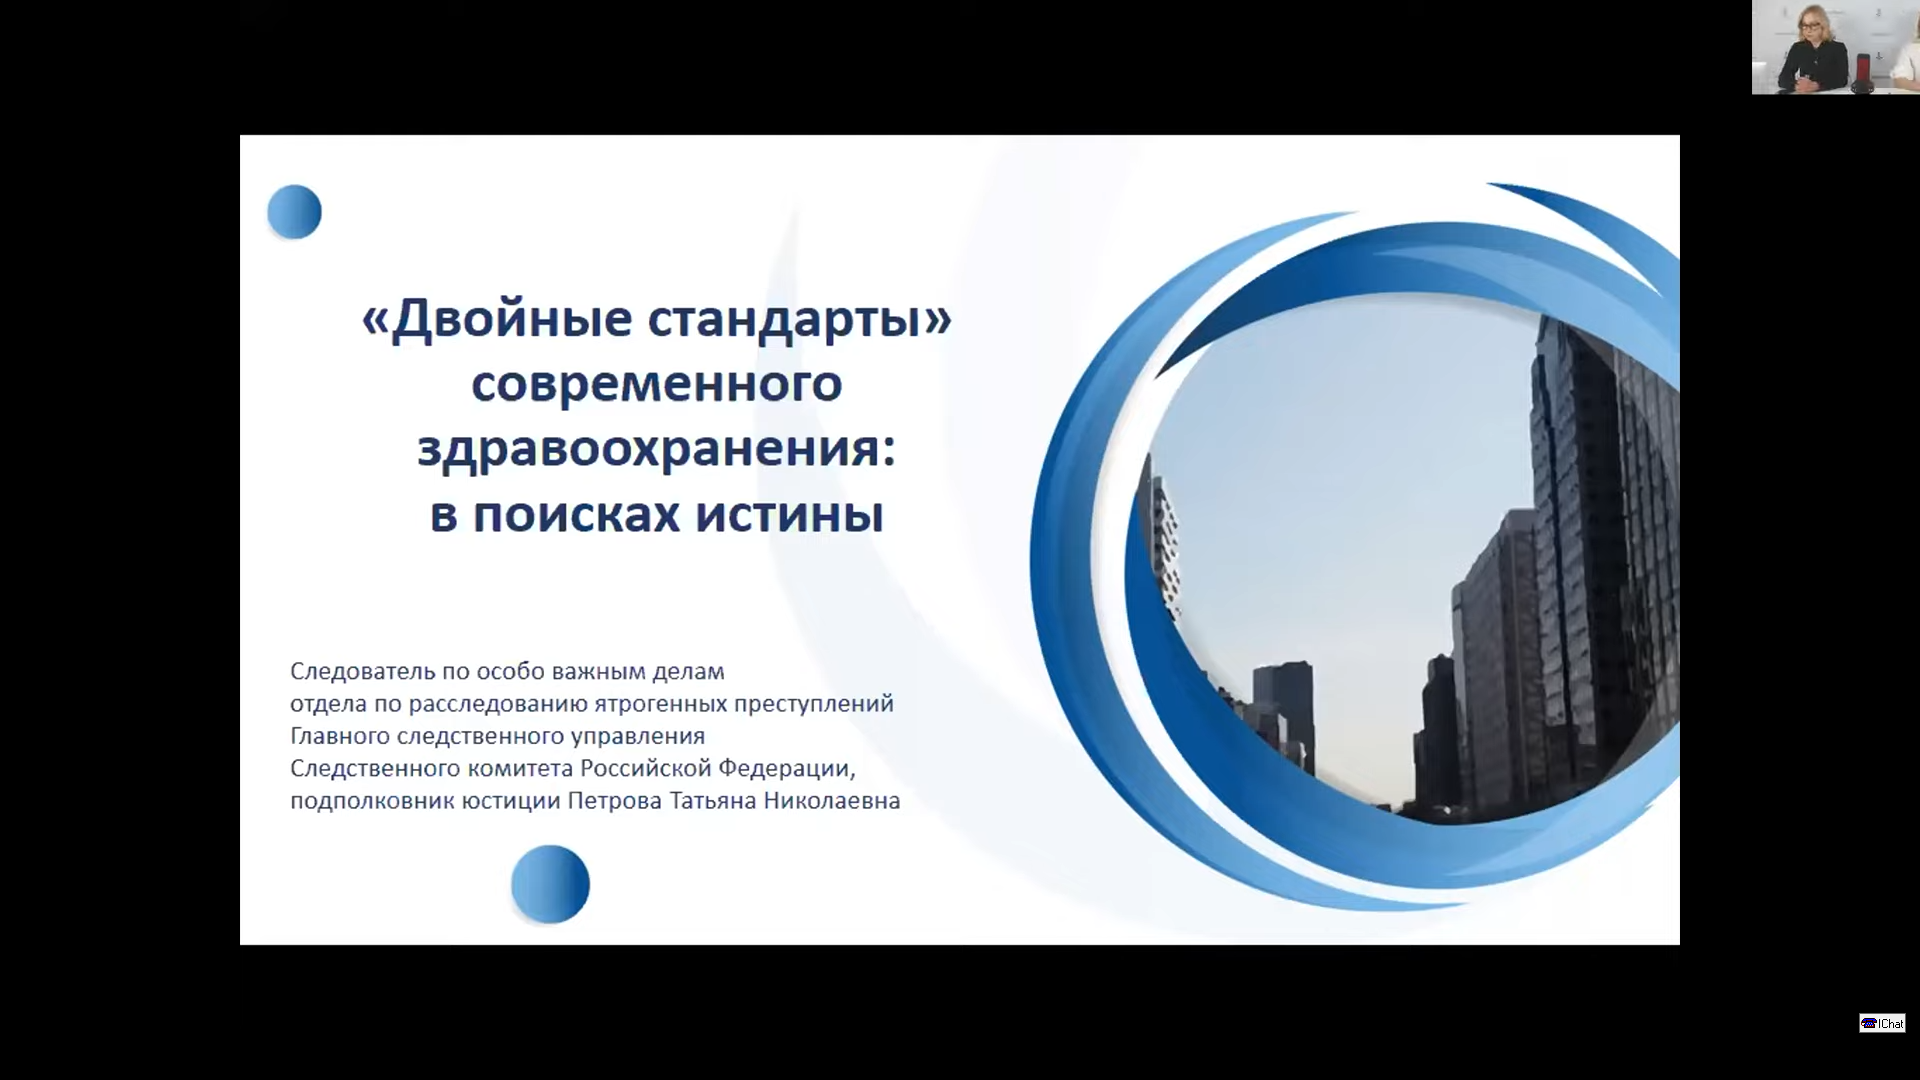 «Двойные стандарты»
современного
здравоохранения:
в поисках истины
Следователь по особо важным делам
отдела по расследованию ятрогенных преступлений
Главного следственного управления
Следственного комитета Российской Федерации,
подполковник юстиции Петрова Татьяна Николаевна
IChat